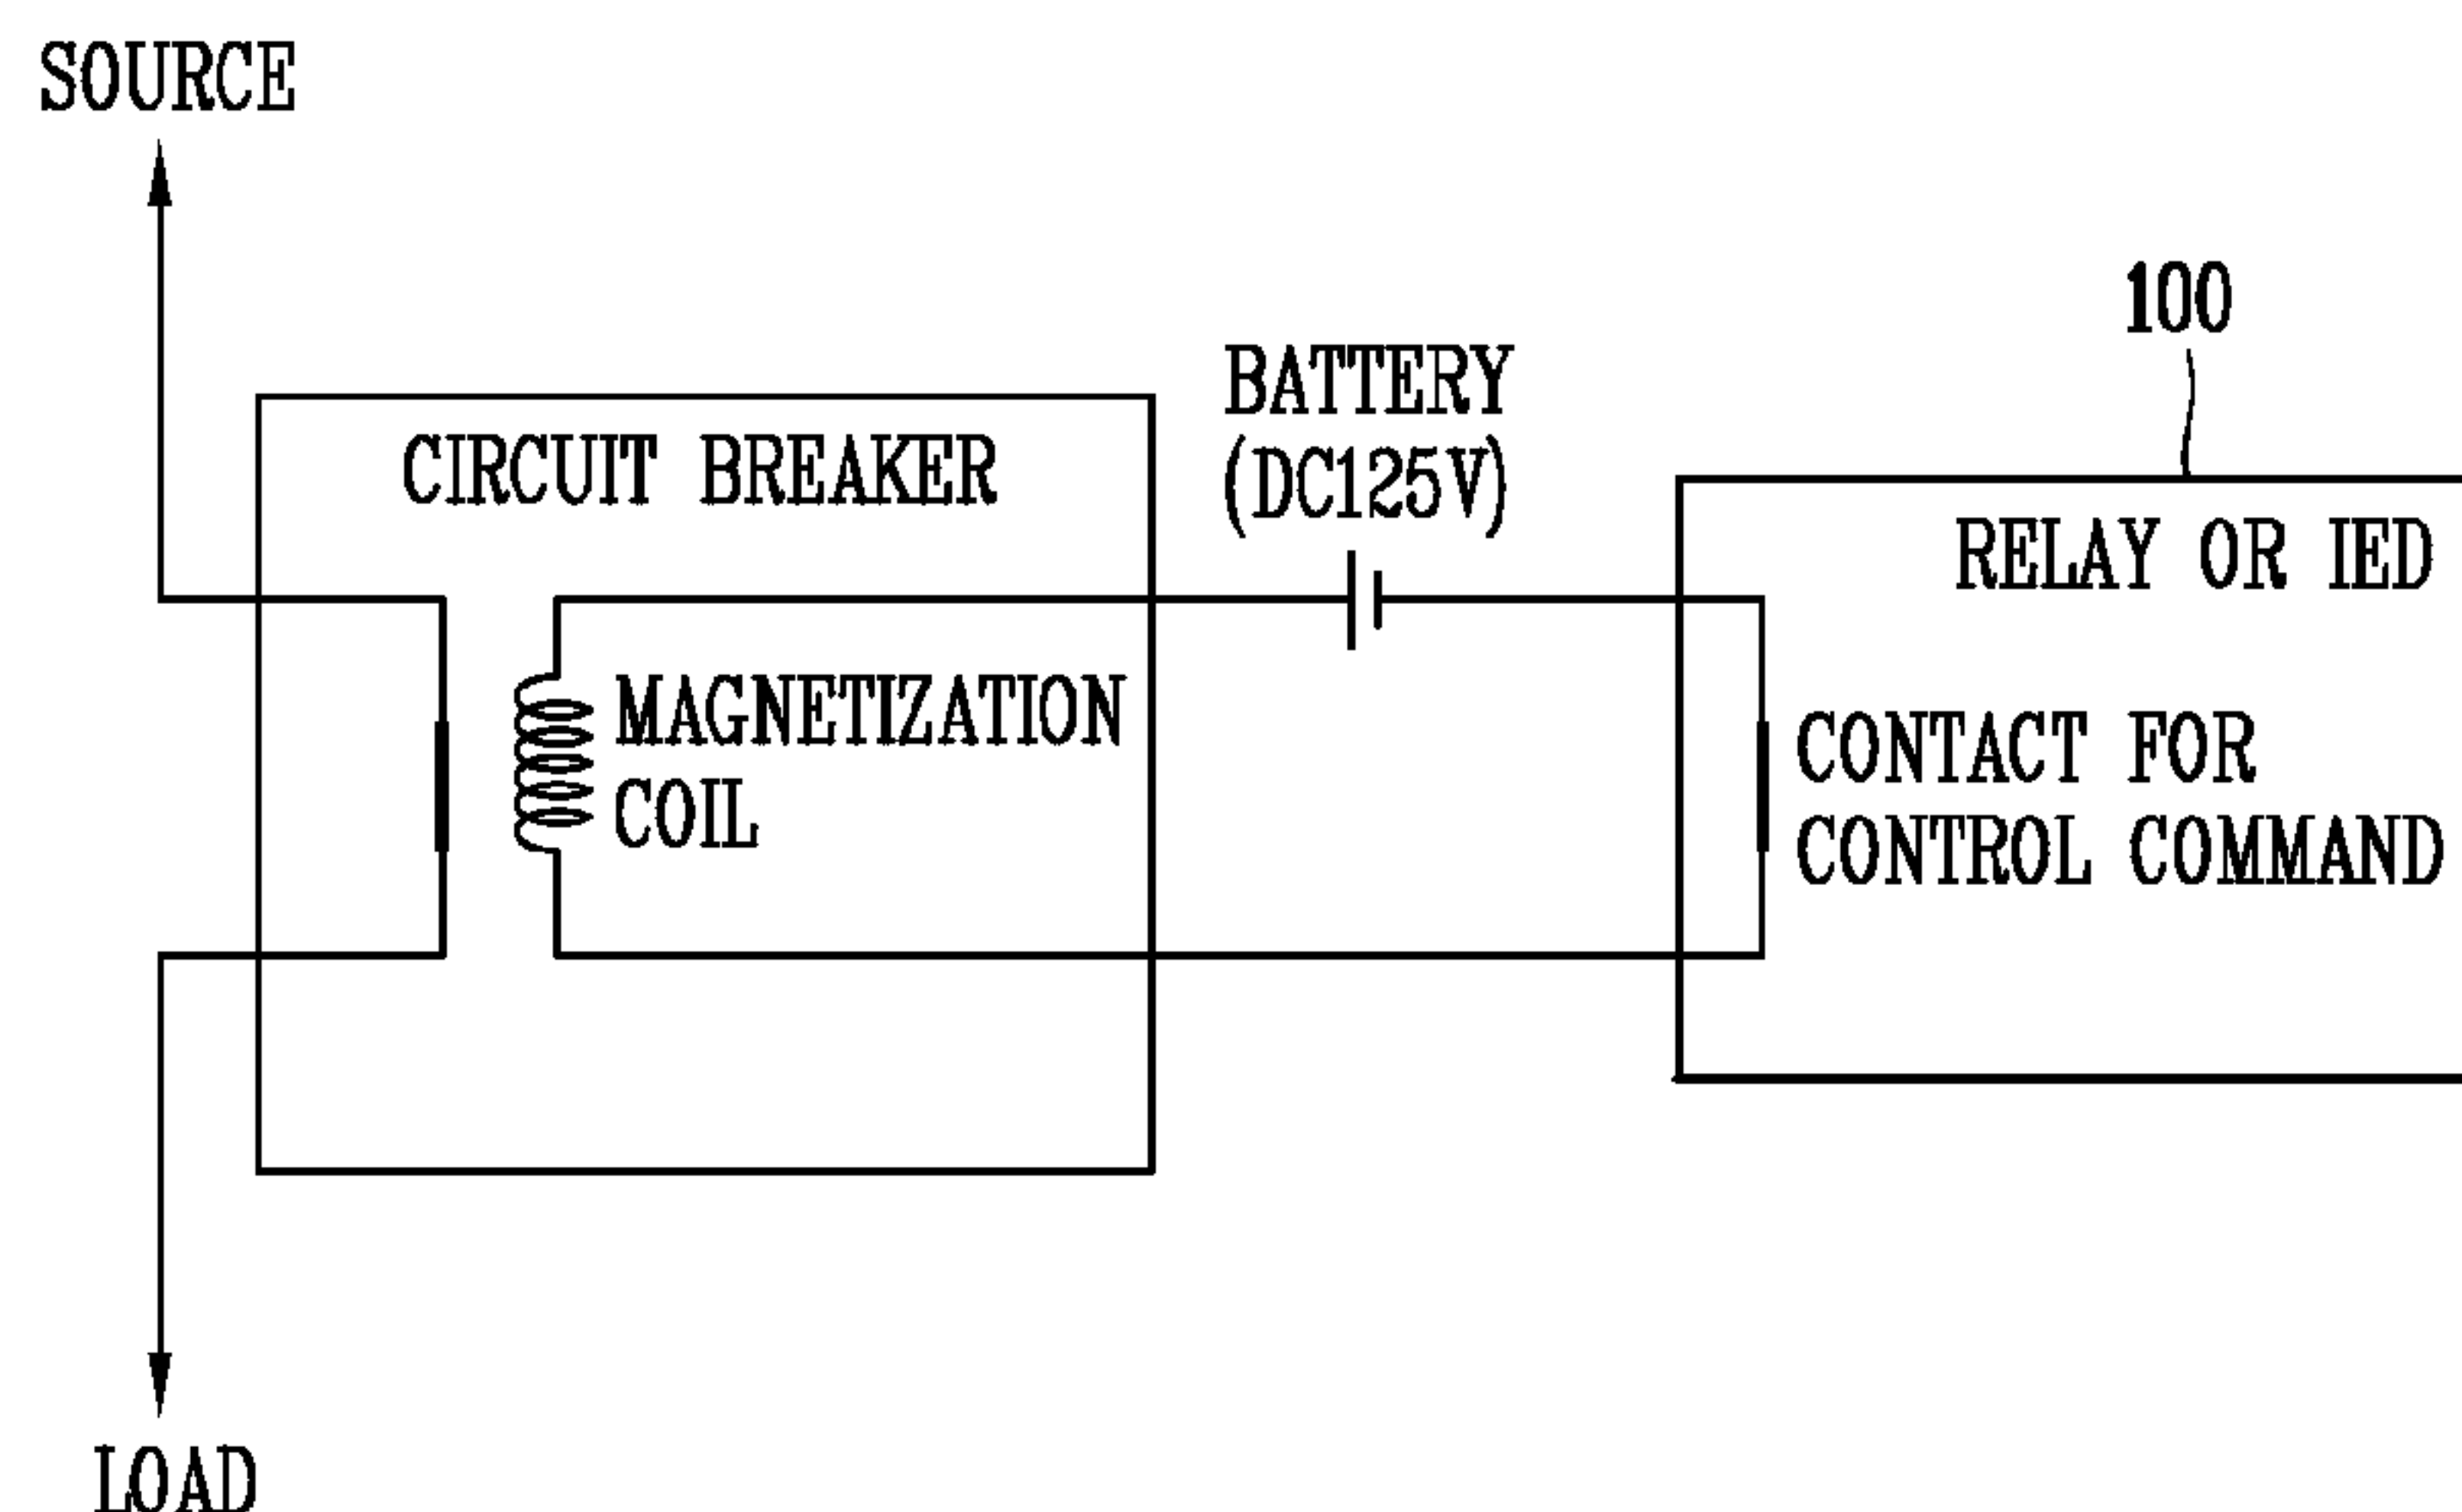 SOURCE
100
BATTERY
(DC125V)
CIRCUIT BREAKER
RELAY OR IED
MAGNETIZATION
COIL
CONTACT FOR
CONTROL COMMAND
LOAD